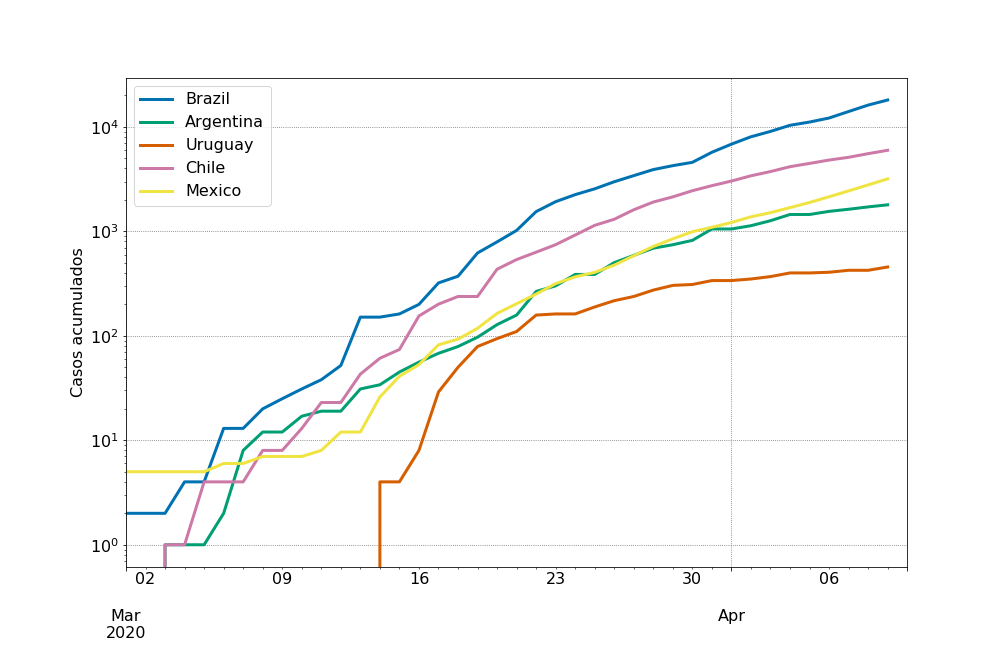 Brazil
Argentina
Uruguay
Chile
Mexico
Casos acumulados
10⁴
10³
10²
10¹
10⁰
02 09 16 23 30 06
Mar Apr
2020